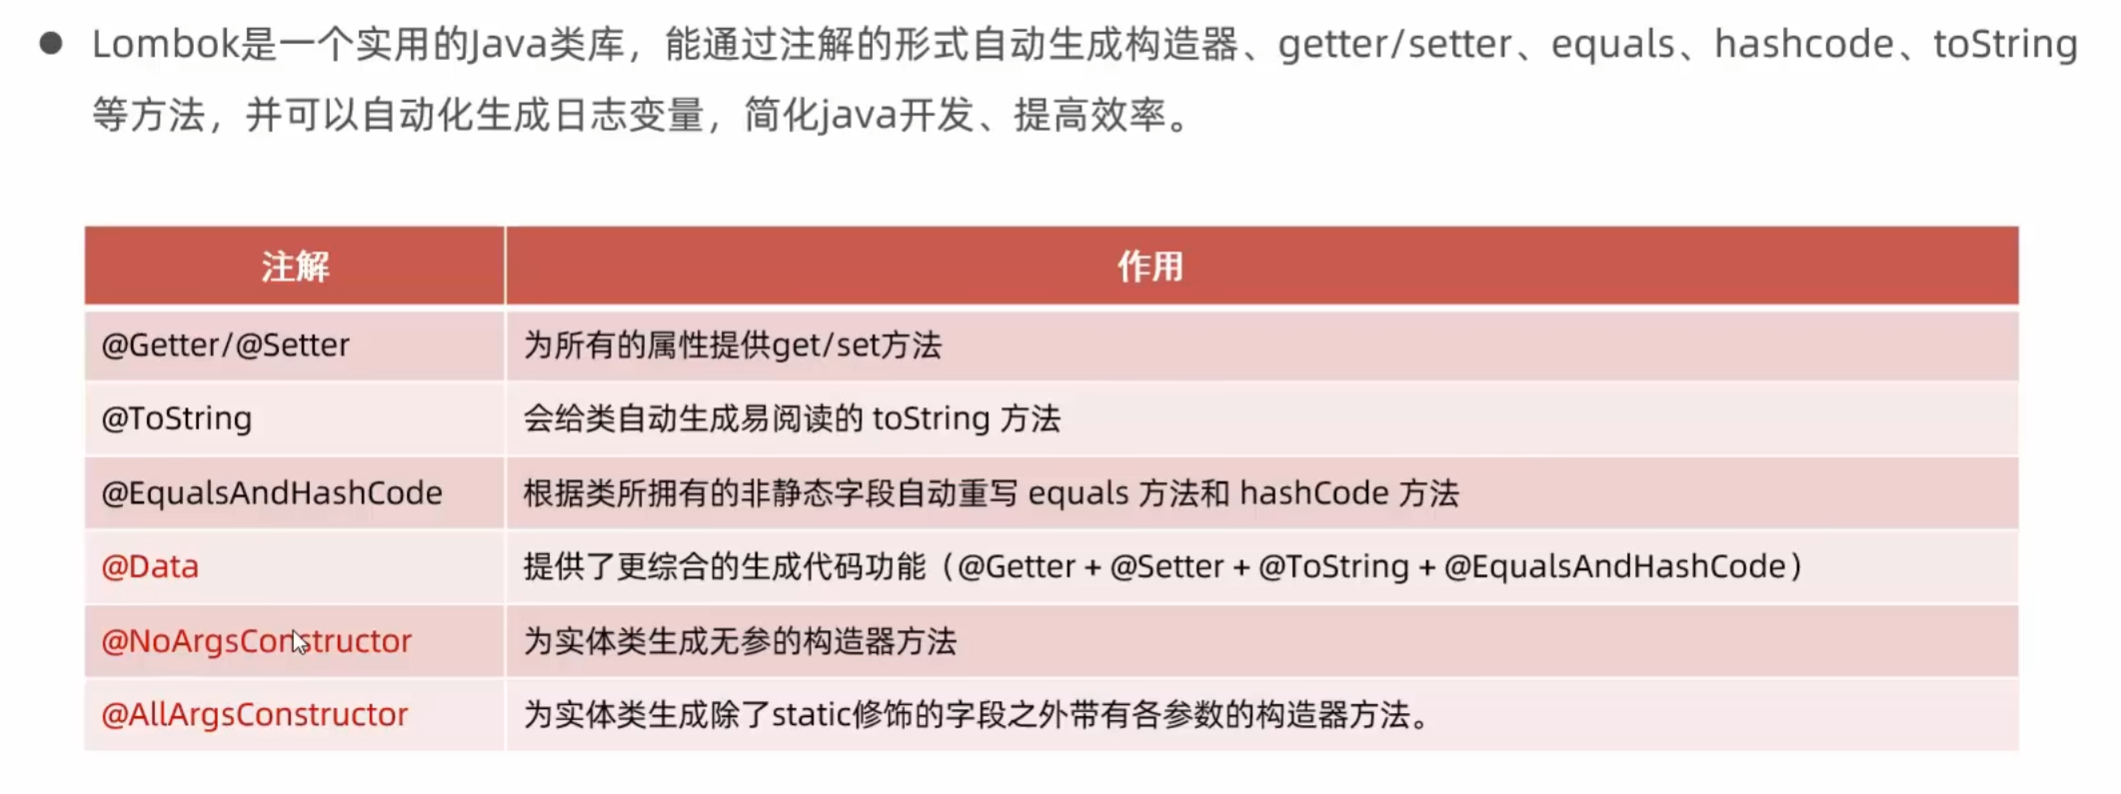 ● Lombok是一个实用的Java类库，能通过注解的形式自动生成构造器、getter/setter、equals、hashcode、toString
等方法，并可以自动化生成日志变量，简化java开发、提高效率。
注解 作用
@Getter/@Setter 为所有的属性提供get/set方法
@ToString 会给类自动生成易阅读的 toString 方法
@EqualsAndHashCode 根据类所拥有的非静态字段自动重写 equals 方法和 hashCode 方法
@Data 提供了更综合的生成代码功能（@Getter + @Setter + @ToString + @EqualsAndHashCode）
@NoArgsConstructor 为实体类生成无参的构造器方法
@AllArgsConstructor 为实体类生成除了static修饰的字段之外带有各参数的构造器方法。